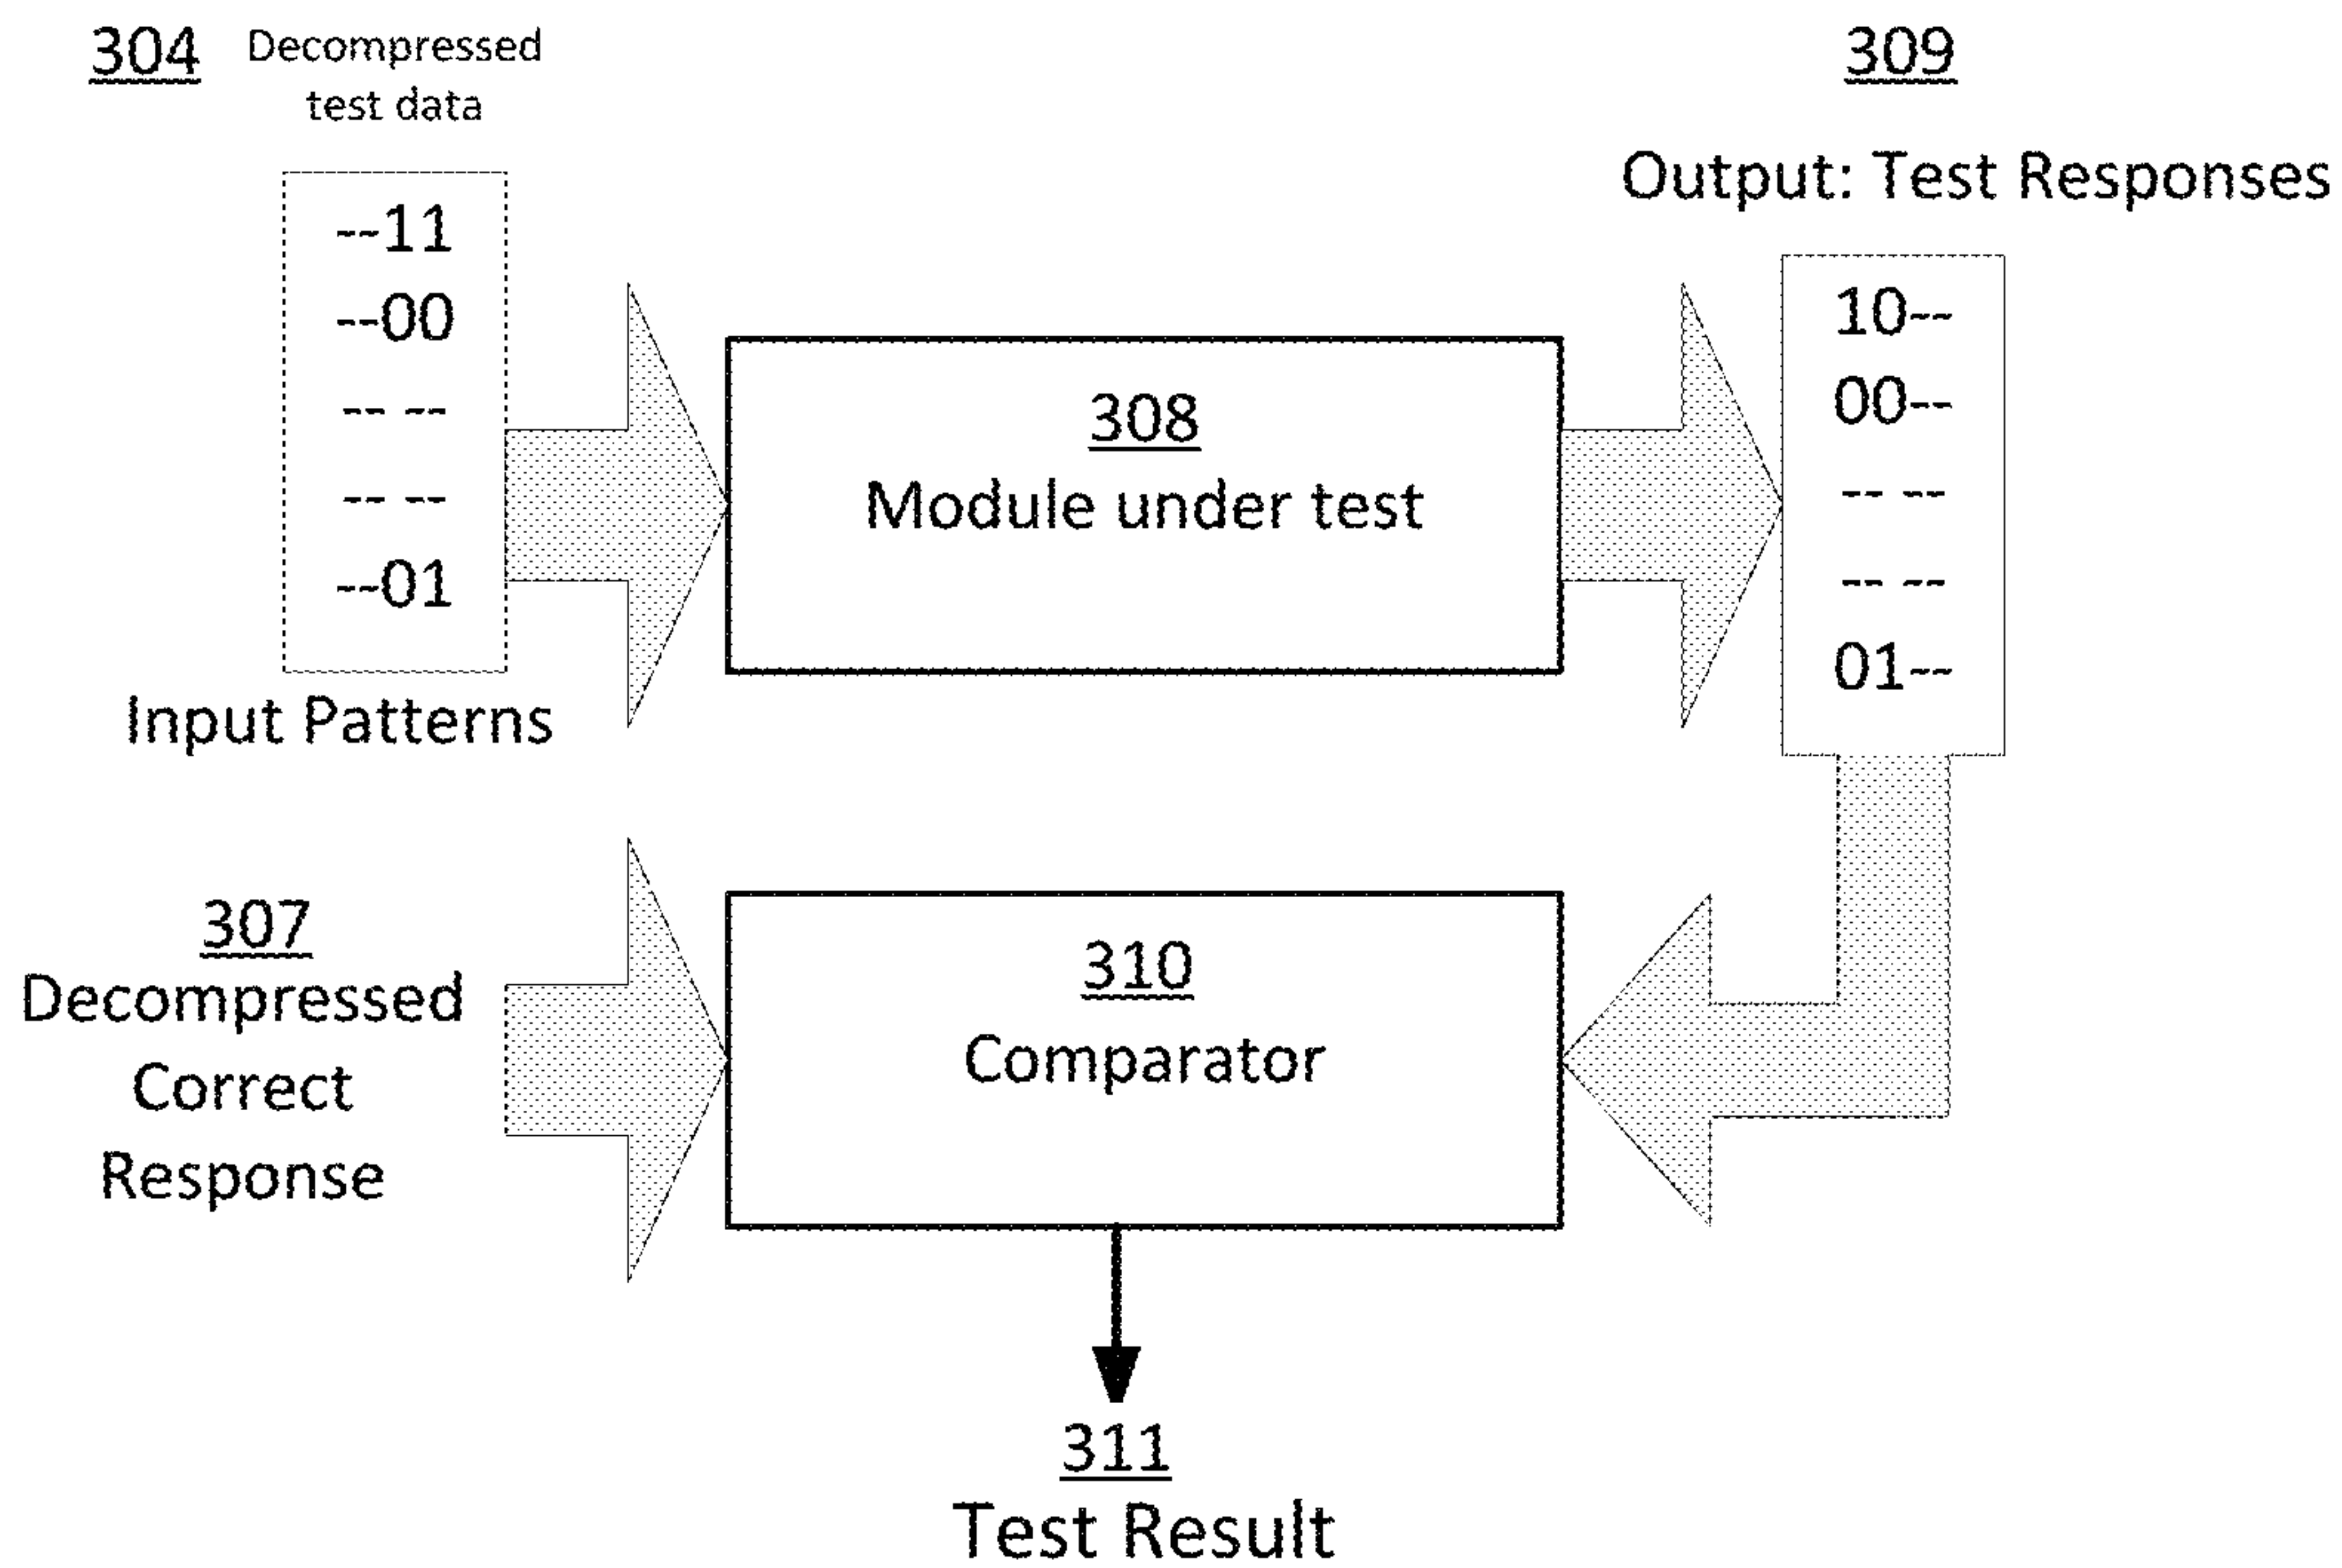 304
Decompressed
test data
--11
--00
-- --
-- --
--01
Input Patterns
308
Module under test
309
Output: Test Responses
10--
00--
-- --
-- --
01--
307
Decompressed
Correct
Response
310
Comparator
311
Test Result